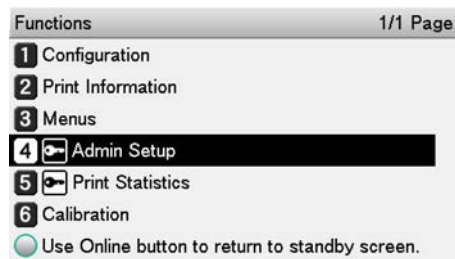 Functions 1/1 Page
1 Configuration
2 Print Information
3 Menus
4 Admin Setup
5 Print Statistics
6 Calibration
Use Online button to return to standby screen.